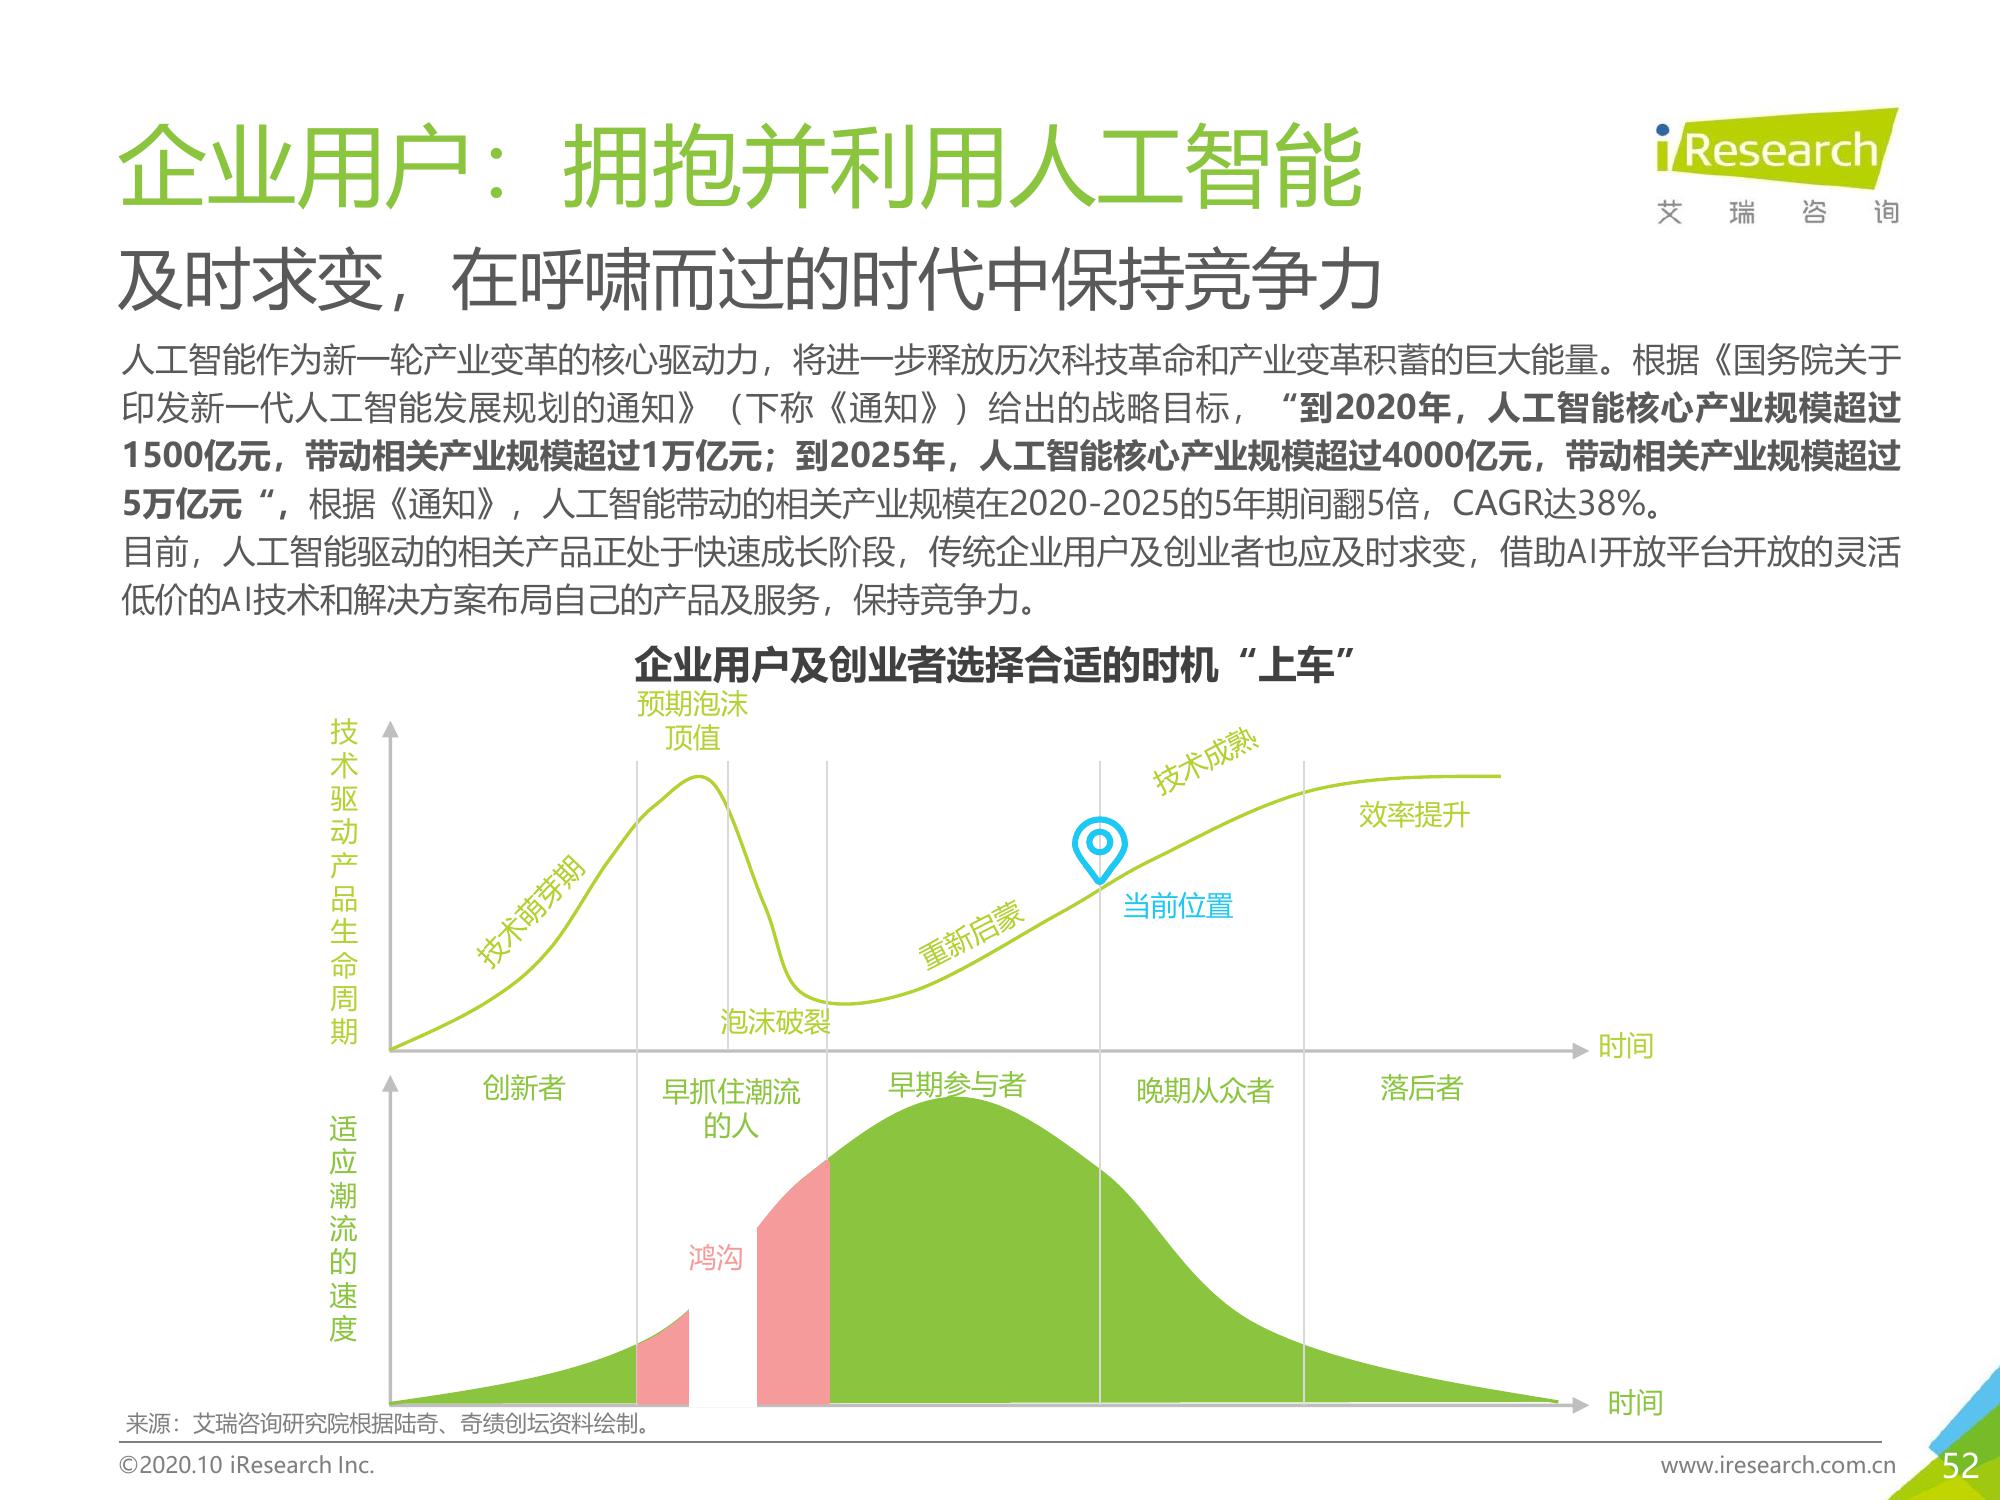 企业用户：拥抱并利用人工智能
iResearch
艾瑞咨询
及时求变，在呼啸而过的时代中保持竞争力
人工智能作为新一轮产业变革的核心驱动力，将进一步释放历次科技革命和产业变革积蓄的巨大能量。根据《国务院关于
印发新一代人工智能发展规划的通知》（下称《通知》）给出的战略目标，“到2020年，人工智能核心产业规模超过
1500亿元，带动相关产业规模超过1万亿元；到2025年，人工智能核心产业规模超过4000亿元，带动相关产业规模超过
5万亿元“，根据《通知》，人工智能带动的相关产业规模在2020-2025的5年期间翻5倍，CAGR达38%。
目前，人工智能驱动的相关产品正处于快速成长阶段，传统企业用户及创业者也应及时求变，借助AI开放平台开放的灵活
低价的AI技术和解决方案布局自己的产品及服务，保持竞争力。
企业用户及创业者选择合适的时机“上车”
技术驱动产品生命周期
预期泡沫
顶值
技术萌芽期
泡沫破裂
重新启蒙
当前位置
技术成熟
效率提升
时间
适应潮流的速度
创新者
早抓住潮流
的人
早期参与者
晚期从众者
落后者
鸿沟
时间
来源：艾瑞咨询研究院根据陆奇、奇绩创坛资料绘制。
©2020.10 iResearch Inc.
www.iresearch.com.cn
52